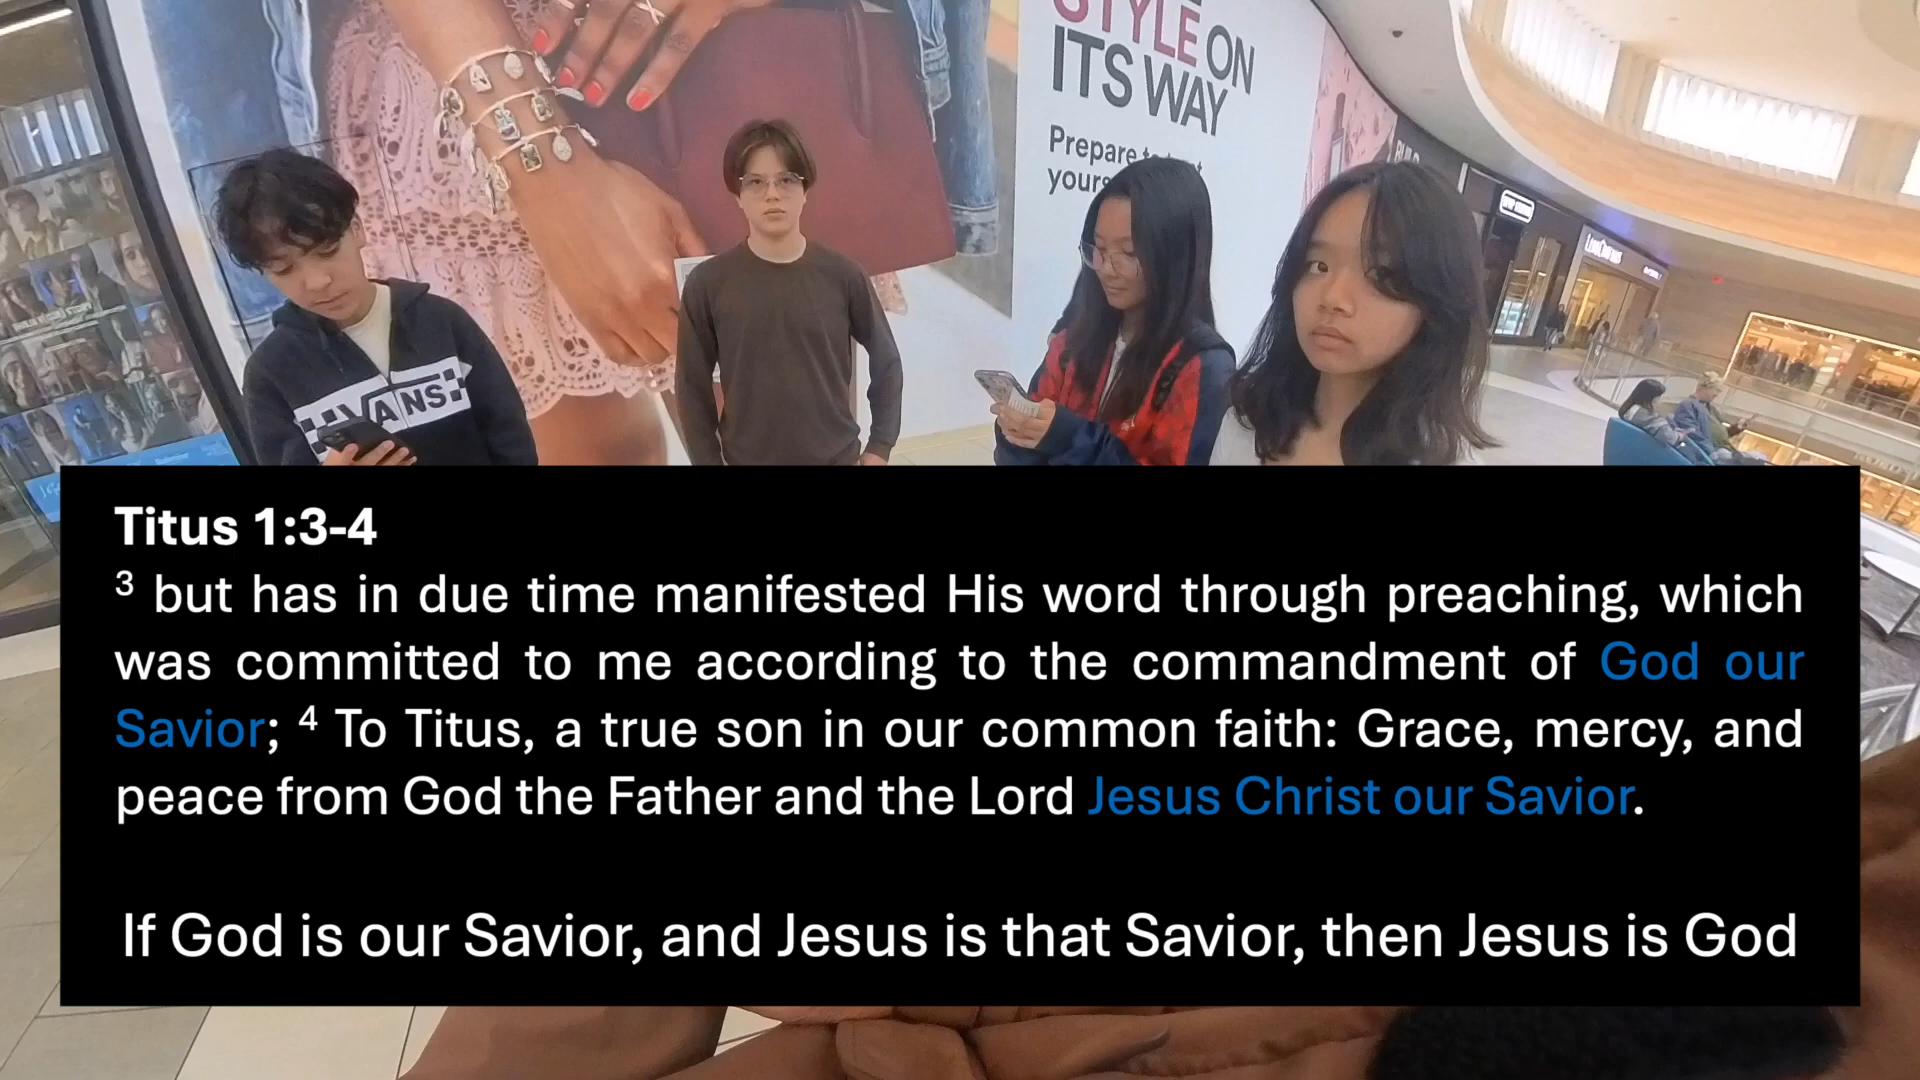 STYLE ON
ITS WAY
Prepare
VANS
Titus 1:3-4
3 but has in due time manifested His word through preaching, which
was committed to me according to the commandment of God our
Savior; 4 To Titus, a true son in our common faith: Grace, mercy, and
peace from God the Father and the Lord Jesus Christ our Savior.
If God is our Savior, and Jesus is that Savior, then Jesus is God